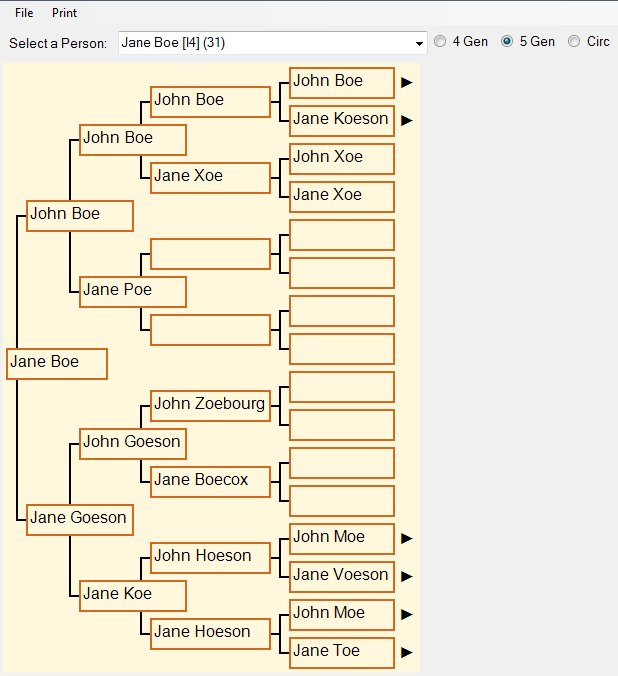 File Print
Select a Person: Jane Boe [I4] (31) 4 Gen 5 Gen Circ
John Boe
John Boe
Jane Koeson
John Boe
John Xoe
Jane Xoe
Jane Xoe
John Boe
Jane Poe
Jane Boe
John Zoebourg
John Goeson
Jane Boecox
Jane Goeson
John Moe
John Hoeson
Jane Voeson
Jane Koe
John Moe
Jane Hoeson
Jane Toe